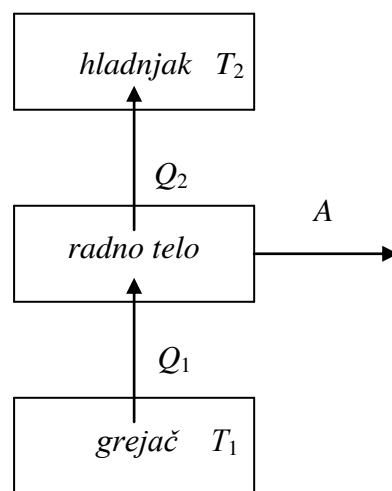 hladnjak T₂
Q₂
A
radno telo
Q₁
grejač T₁